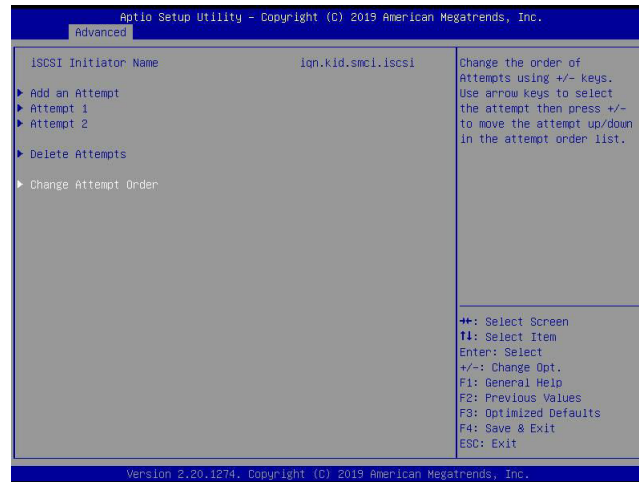 Aptio Setup Utility – Copyright (C) 2019 American Megatrends, Inc.
Advanced
iSCSI Initiator Name iqn.kid.smci.iscsi
Add an Attempt
Attempt 1
Attempt 2
Delete Attempts
Change Attempt Order
Change the order of
Attempts using +/- keys.
Use arrow keys to select
the attempt then press +/-
to move the attempt up/down
in the attempt order list.
→←: Select Screen
↑↓: Select Item
Enter: Select
+/-: Change Opt.
F1: General Help
F2: Previous Values
F3: Optimized Defaults
F4: Save & Exit
ESC: Exit
Version 2.20.1274. Copyright (C) 2019 American Megatrends, Inc.